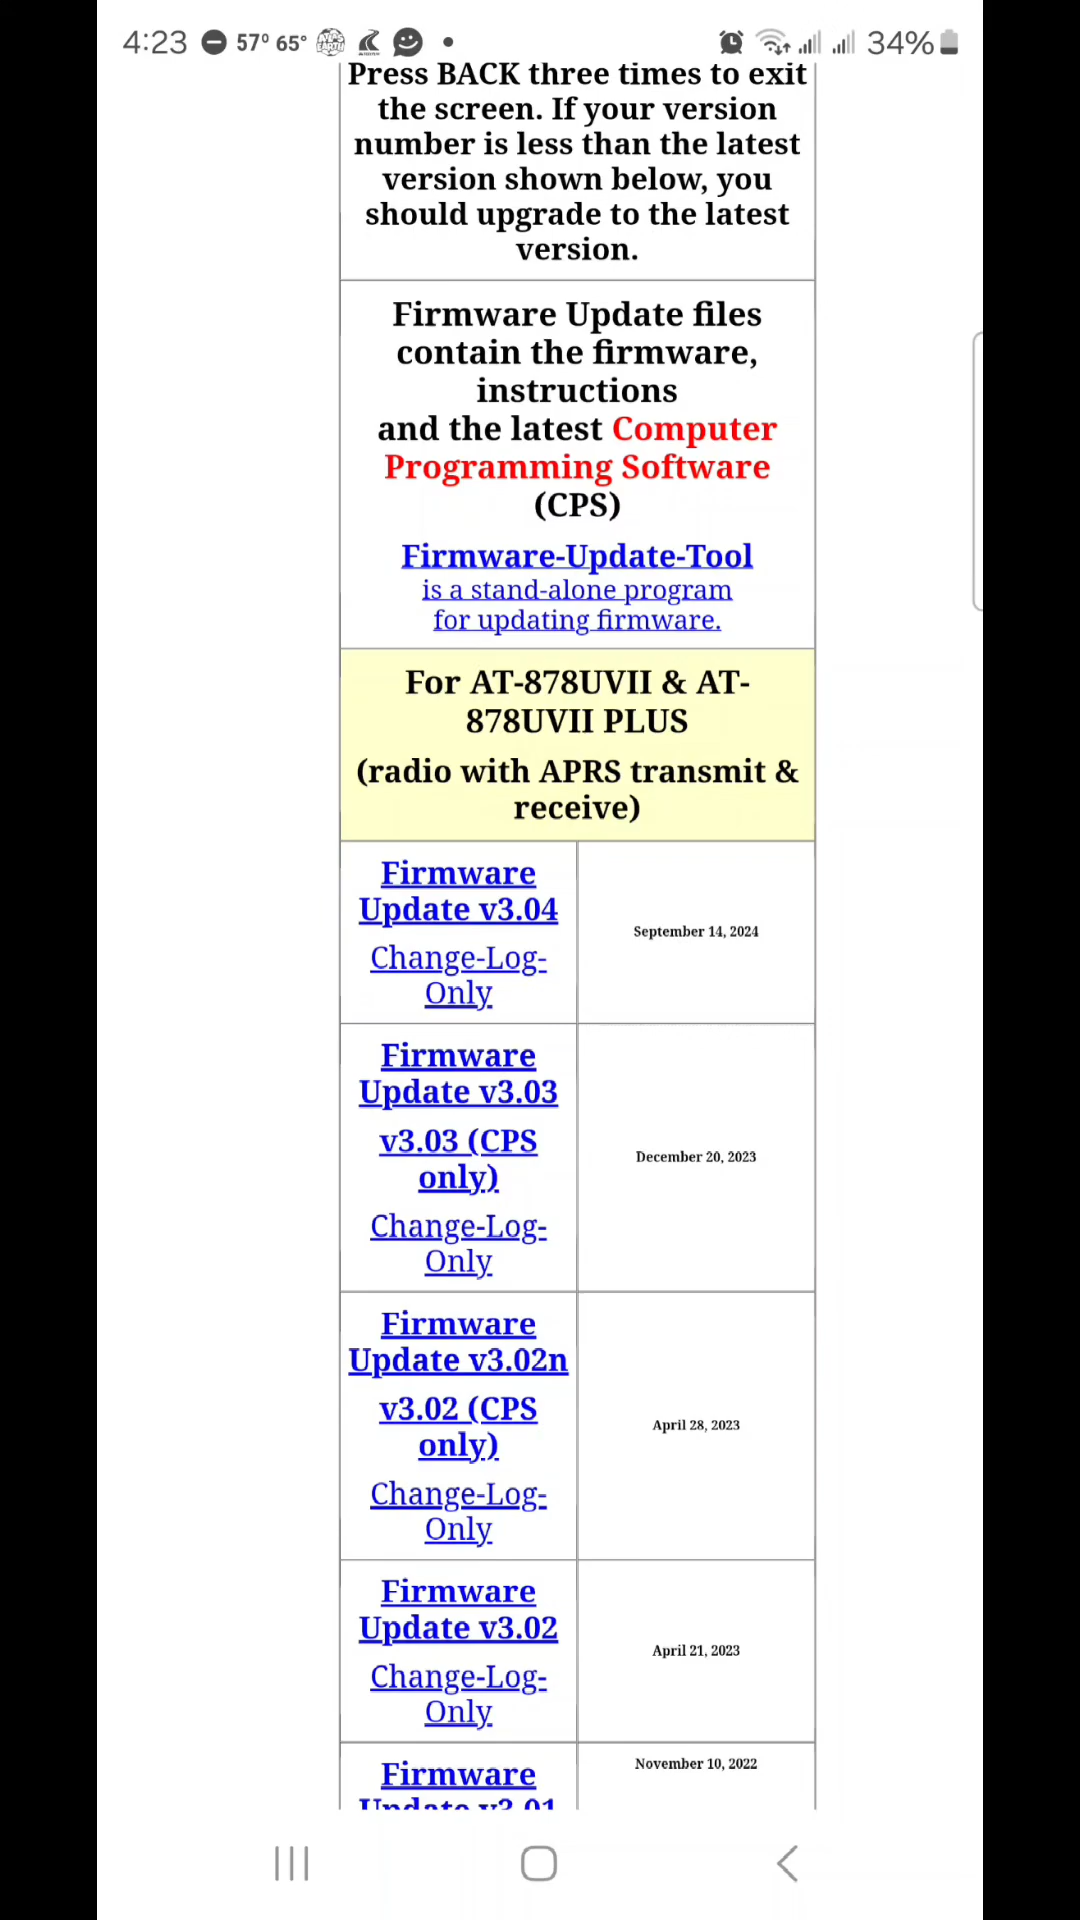 4:23 57° 65° 34%
Press BACK three times to exit
the screen. If your version
number is less than the latest
version shown below, you
should upgrade to the latest
version.
Firmware Update files
contain the firmware,
instructions
and the latest Computer
Programming Software
(CPS)
Firmware-Update-Tool
is a stand-alone program
for updating firmware.
For AT-878UVII & AT-
878UVII PLUS
(radio with APRS transmit &
receive)
Firmware
Update v3.04
Change-Log-
Only
September 14, 2024
Firmware
Update v3.03
v3.03 (CPS
only)
Change-Log-
Only
December 20, 2023
Firmware
Update v3.02n
v3.02 (CPS
only)
Change-Log-
Only
April 28, 2023
Firmware
Update v3.02
Change-Log-
Only
April 21, 2023
Firmware
Update v3.01
November 10, 2022